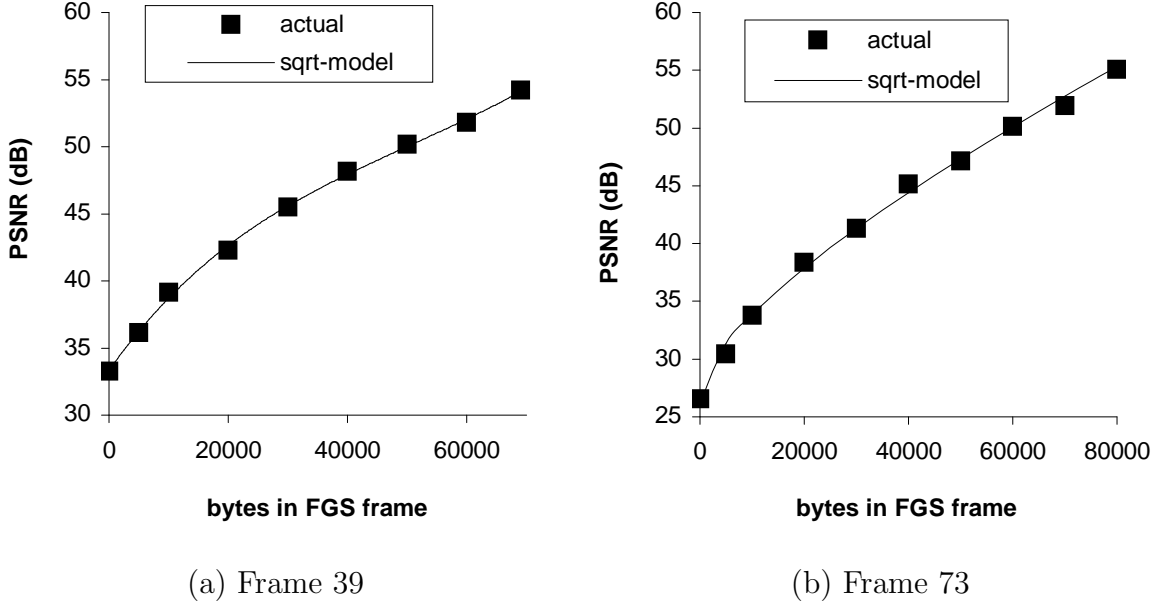 60
55
50
45
40
35
30
PSNR (dB)
actual
sqrt-model
0 20000 40000 60000
bytes in FGS frame
(a) Frame 39
60
55
50
45
40
35
30
25
PSNR (dB)
actual
sqrt-model
0 20000 40000 60000 80000
bytes in FGS frame
(b) Frame 73